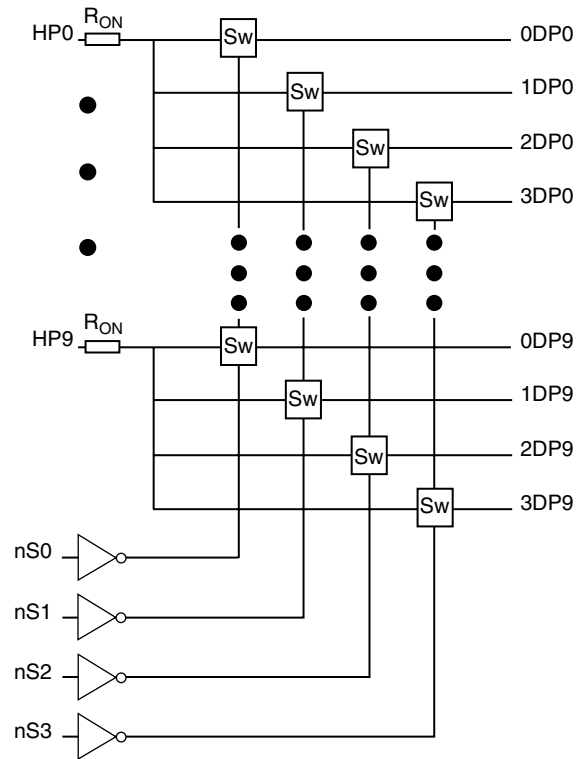 HP0 RON Sw 0DP0
Sw 1DP0
Sw 2DP0
Sw 3DP0
HP9 RON Sw 0DP9
Sw 1DP9
Sw 2DP9
Sw 3DP9
nS0
nS1
nS2
nS3